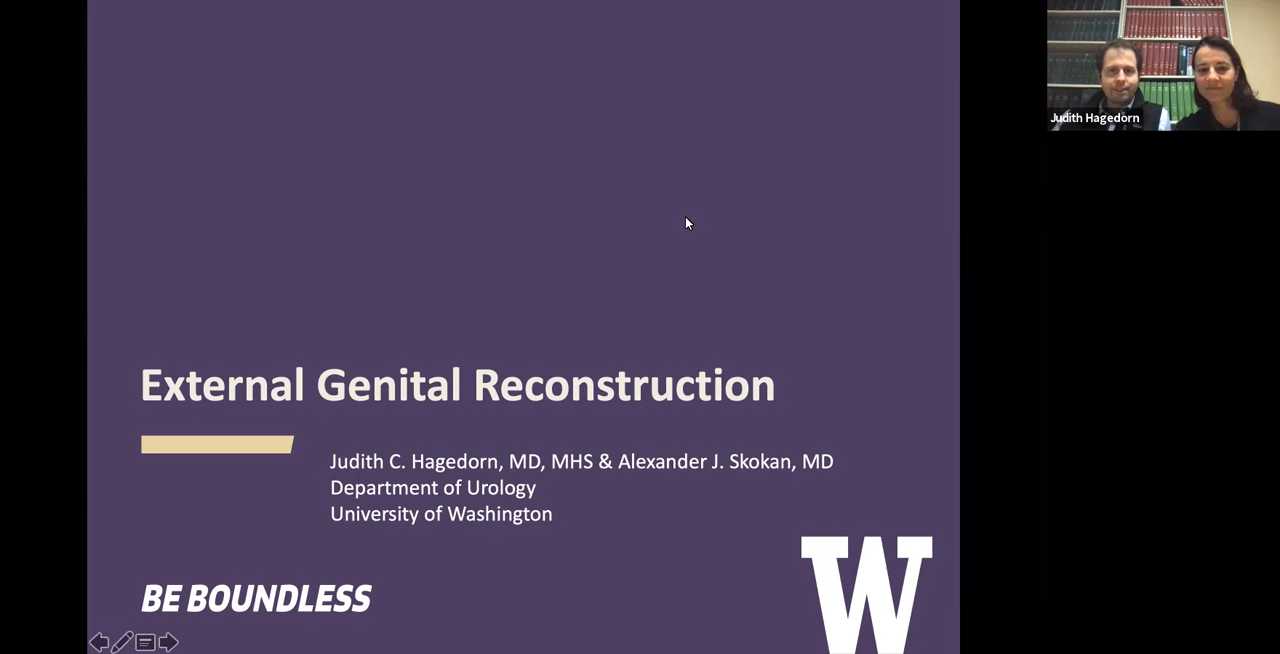 Judith Hagedorn
External Genital Reconstruction
Judith C. Hagedorn, MD, MHS & Alexander J. Skokan, MD
Department of Urology
University of Washington
BE BOUNDLESS
W